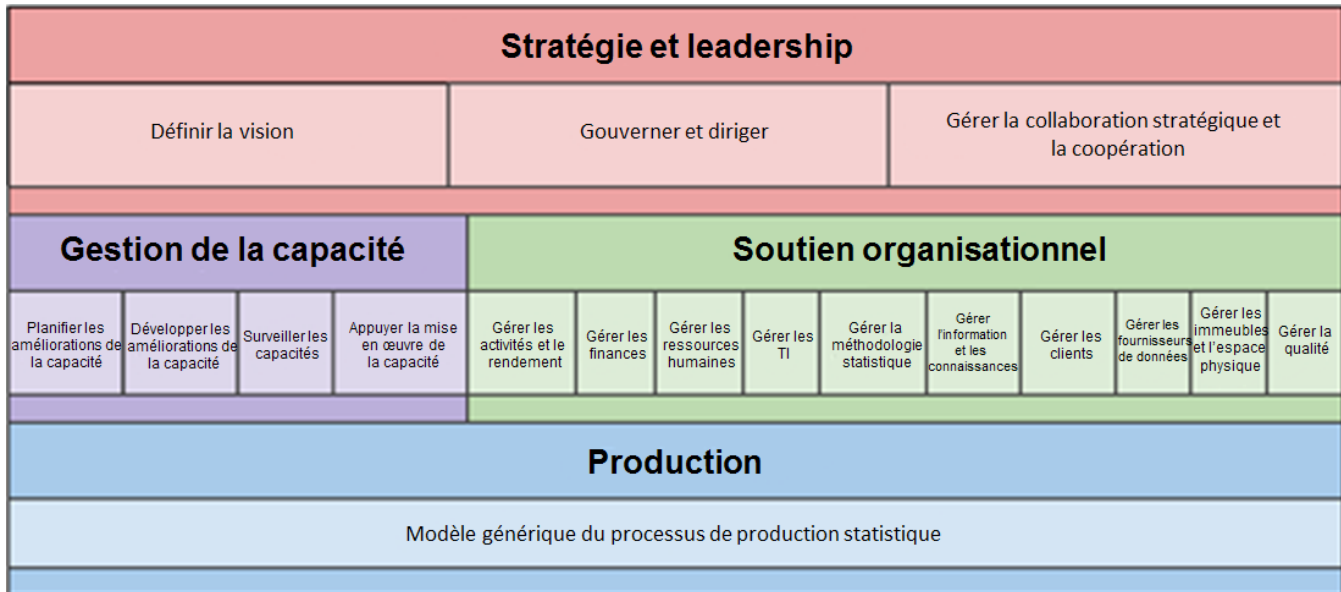 Stratégie et leadership
Définir la vision
Gouverner et diriger
Gérer la collaboration stratégique et
la coopération
Gestion de la capacité
Soutien organisationnel
Planifier les
améliorations de
la capacité
Développer les
améliorations de
la capacité
Surveiller les
capacités
Appuyer la mise
en œuvre de
la capacité
Gérer les
activités et le
rendement
Gérer les
finances
Gérer les
ressources
humaines
Gérer les
TI
Gérer la
méthodologie
statistique
Gérer
l'information
et les
connaissances
Gérer les
clients
Gérer les
fournisseurs
de données
Gérer les
immeubles
et l'espace
physique
Gérer la
qualité
Production
Modèle générique du processus de production statistique